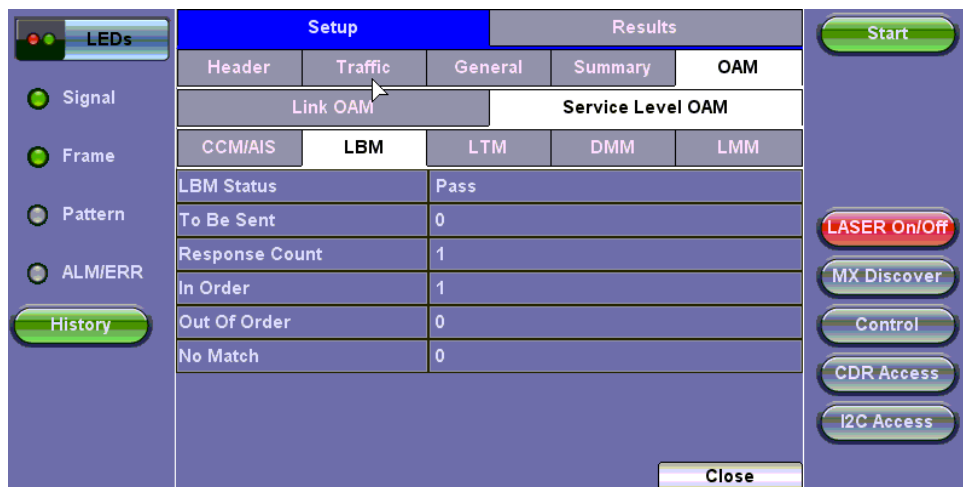 LEDs
Signal
Frame
Pattern
ALM/ERR
History
Setup Results
Header Traffic General Summary OAM
Link OAM Service Level OAM
CCM/AIS LBM LTM DMM LMM
LBM Status Pass
To Be Sent 0
Response Count 1
In Order 1
Out Of Order 0
No Match 0
Close
Start
LASER On/Off
MX Discover
Control
CDR Access
I2C Access